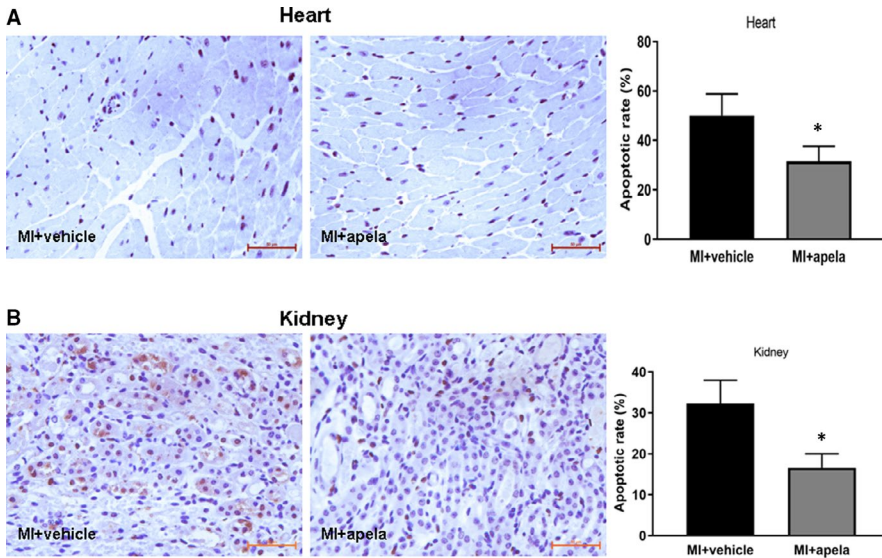 A
Heart
MI+vehicle
MI+apela
Heart
Apoptotic rate (%)
80
60
40
20
0
*
MI+vehicle
MI+apela
B
Kidney
MI+vehicle
MI+apela
Kidney
Apoptotic rate (%)
40
30
20
10
0
*
MI+vehicle
MI+apela